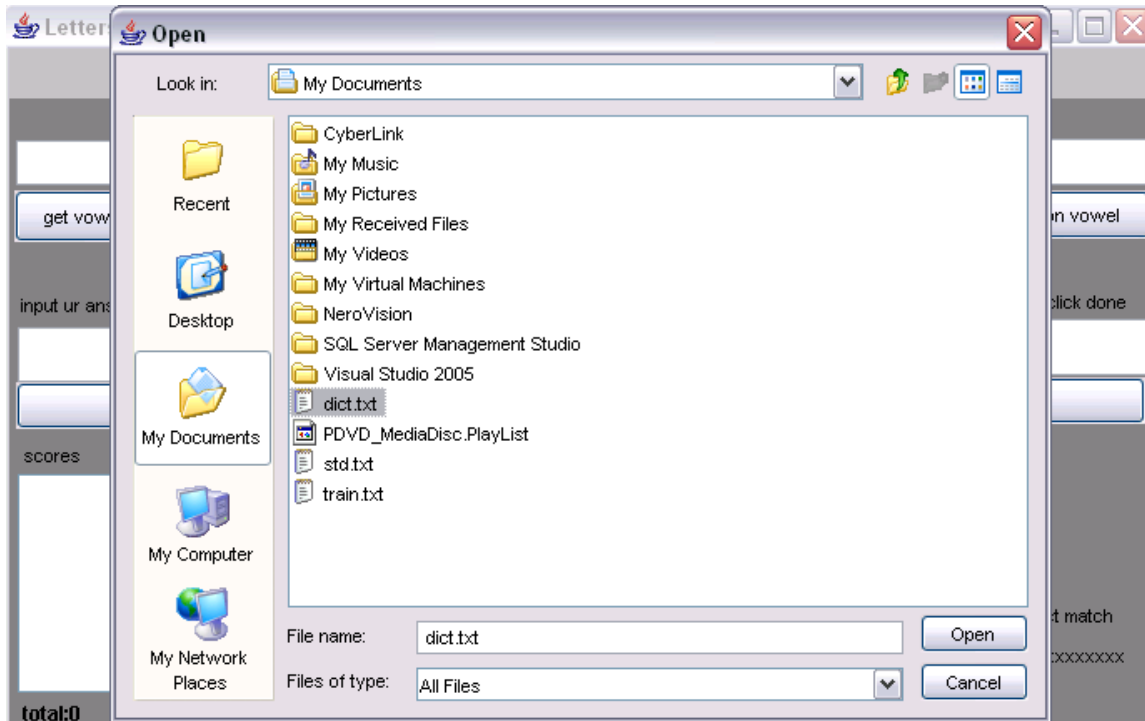 Letters
Open
Look in:
My Documents
Recent
Desktop
My Documents
My Computer
My Network
Places
CyberLink
My Music
My Pictures
My Received Files
My Videos
My Virtual Machines
NeroVision
SQL Server Management Studio
Visual Studio 2005
dict.txt
PDVD_MediaDisc.PlayList
std.txt
train.txt
File name:
dict.txt
Open
Files of type:
All Files
Cancel
get vow
n vowel
input ur ans
click done
scores
t match
xxxxxxxx
total:0